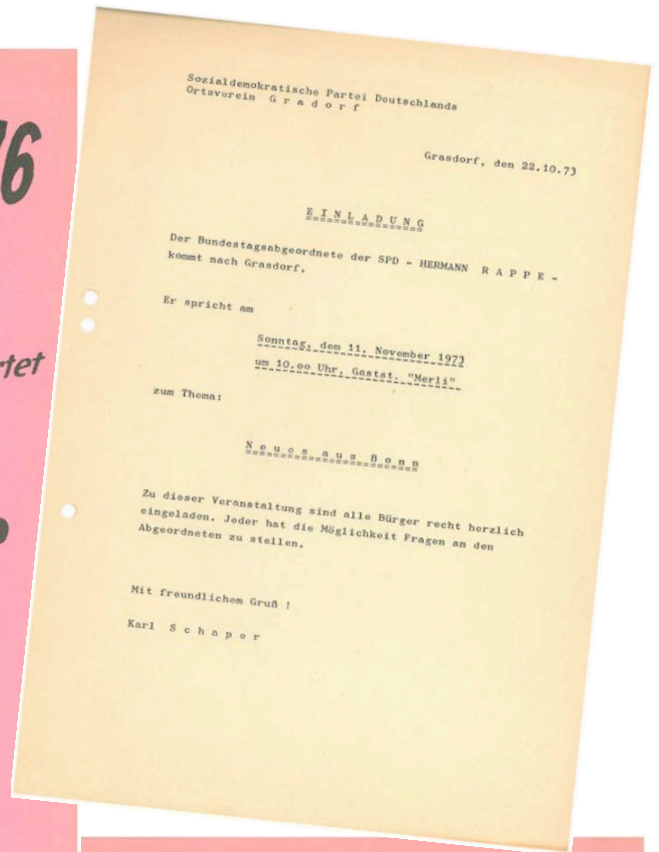 76
rtet
Sozialdemokratische Partei Deutschlands
Ortsverein G r a d o r f
Grasdorf, den 22.10.73
E I N L A D U N G
Der Bundestagsabgeordnete der SPD - HERMANN R A P P E -
kommt nach Grasdorf.
Er spricht am
Sonntag, dem 11. November 1973
um 10.oo Uhr, Gastst. "Merli"
zum Thema:
N e u e s a u s B o n n
Zu dieser Veranstaltung sind alle Bürger recht herzlich
eingeladen. Jeder hat die Möglichkeit Fragen an den
Abgeordneten zu stellen.
Mit freundlichem Gruß !
Karl S c h a p e r